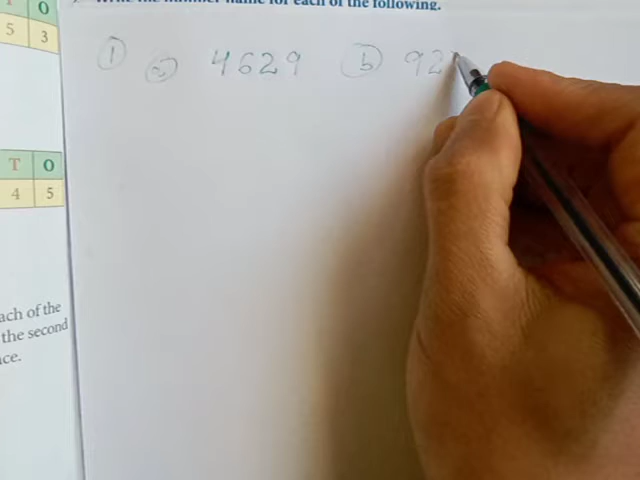 Write the number name for each of the following.
① ⓐ 4629 ⓑ 92
O
5 3
T O
4 5
ach of the
the second
ace.